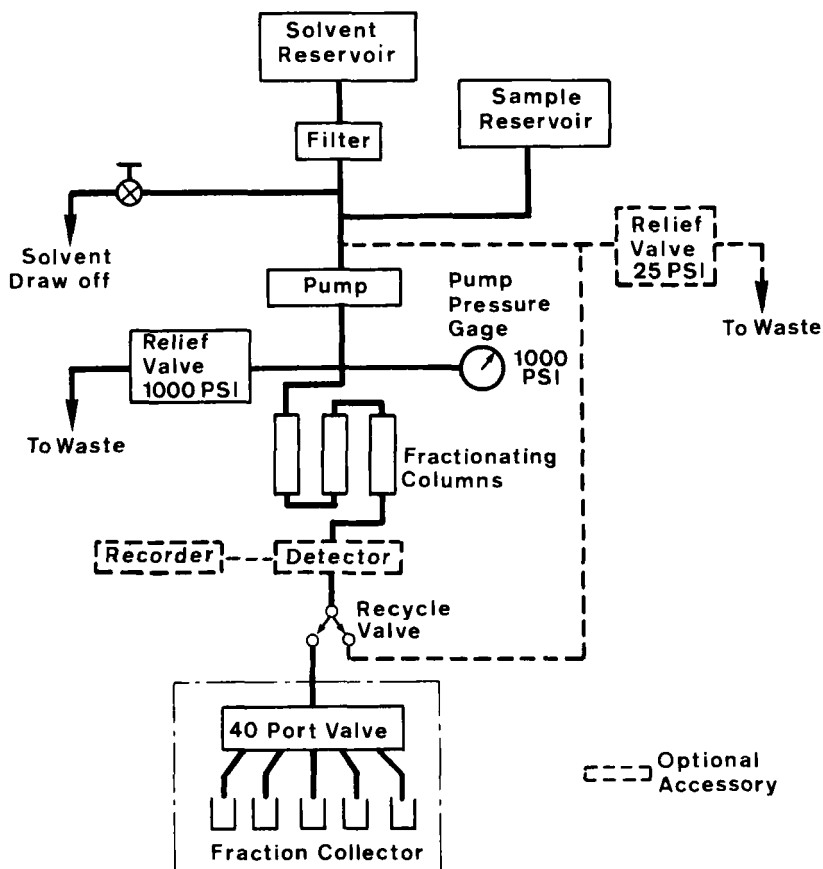 Solvent
Reservoir
Sample
Reservoir
Filter
Solvent
Draw off
Relief
Valve
25 PSI
To Waste
Pump
Pump
Pressure
Gage
1000
PSI
Relief
Valve
1000 PSI
To Waste
Fractionating
Columns
Recorder
Detector
Recycle
Valve
40 Port Valve
Fraction Collector
Optional
Accessory